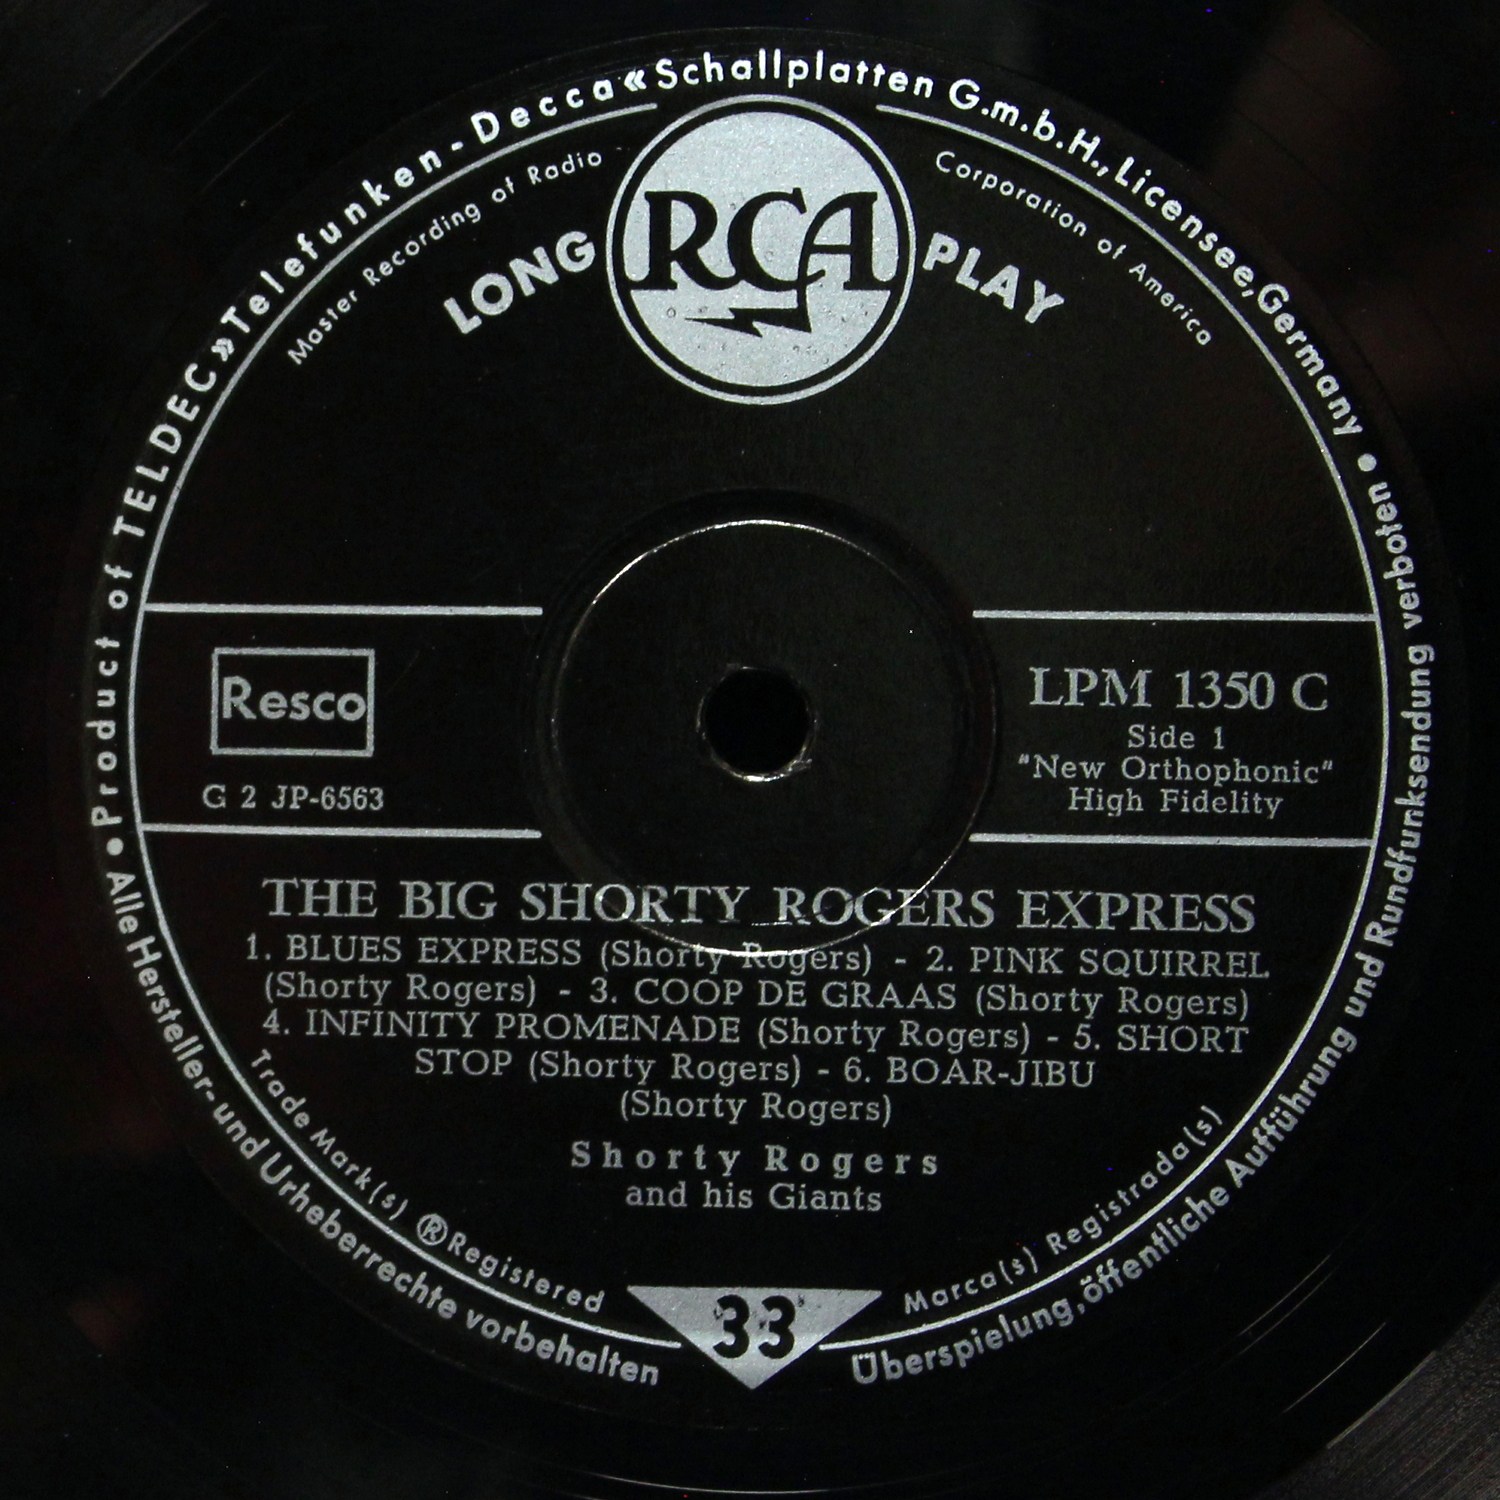 Product of TELDEC »Telefunken-Decca« Schallplatten G.m.b.H., Licensee, Germany •
Master Recording of Radio Corporation of America
LONG RCA PLAY
Resco
G 2 JP-6563
LPM 1350 C
Side 1
"New Orthophonic"
High Fidelity
THE BIG SHORTY ROGERS EXPRESS
1. BLUES EXPRESS (Shorty Rogers) - 2. PINK SQUIRREL
(Shorty Rogers) - 3. COOP DE GRAAS (Shorty Rogers)
4. INFINITY PROMENADE (Shorty Rogers) - 5. SHORT
STOP (Shorty Rogers) - 6. BOAR-JIBU
(Shorty Rogers)
Shorty Rogers
and his Giants
Trade Mark(s) ® Registered
Marca(s) Registrada(s)
33
• Alle Hersteller- und Urheberrechte vorbehalten
Überspielung, öffentliche Aufführung und Rundfunksendung verboten